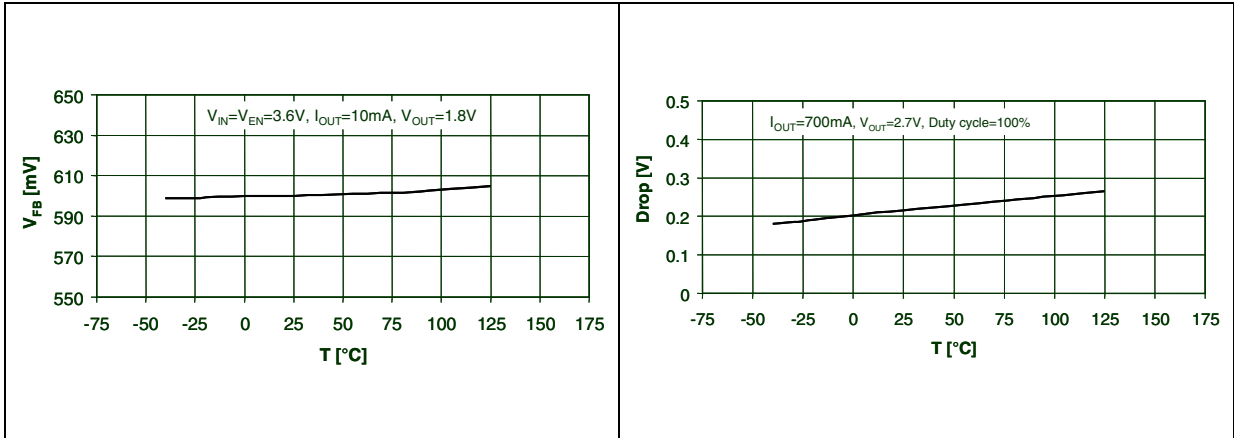 650
630
610
590
570
550
V_FB [mV]
V_IN=V_EN=3.6V, I_OUT=10mA, V_OUT=1.8V
-75 -50 -25 0 25 50 75 100 125 150 175
T [°C]
0.5
0.4
0.3
0.2
0.1
0
Drop [V]
I_OUT=700mA, V_OUT=2.7V, Duty cycle=100%
-75 -50 -25 0 25 50 75 100 125 150 175
T [°C]